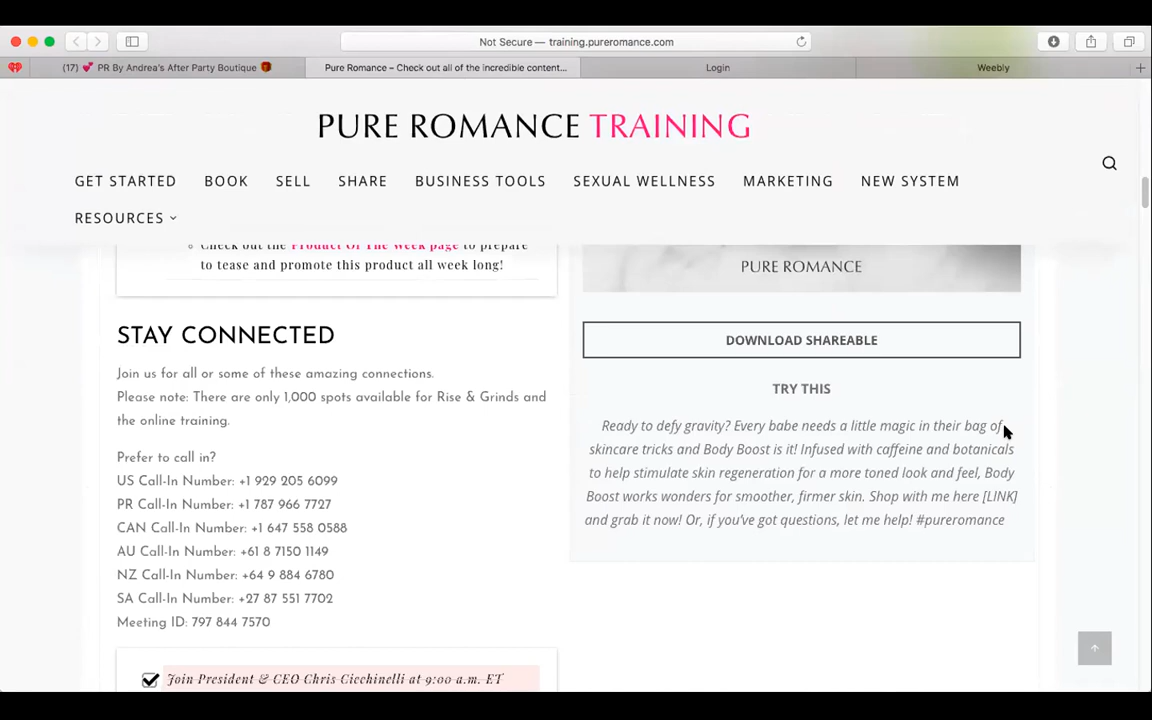 Not Secure — training.pureromance.com
(17) 💕 PR By Andrea's After Party Boutique 🎁
Pure Romance – Check out all of the incredible content...
Login
Weebly
PURE ROMANCE TRAINING
GET STARTED
BOOK
SELL
SHARE
BUSINESS TOOLS
SEXUAL WELLNESS
MARKETING
NEW SYSTEM
RESOURCES
Check out the Product Of The Week page to prepare
to tease and promote this product all week long!
STAY CONNECTED
Join us for all or some of these amazing connections.
Please note: There are only 1,000 spots available for Rise & Grinds and
the online training.
Prefer to call in?
US Call-In Number: +1 929 205 6099
PR Call-In Number: +1 787 966 7727
CAN Call-In Number: +1 647 558 0588
AU Call-In Number: +61 8 7150 1149
NZ Call-In Number: +64 9 884 6780
SA Call-In Number: +27 87 551 7702
Meeting ID: 797 844 7570
Join President & CEO Chris Cicchinelli at 9:00 a.m. ET
PURE ROMANCE
DOWNLOAD SHAREABLE
TRY THIS
Ready to defy gravity? Every babe needs a little magic in their bag of
skincare tricks and Body Boost is it! Infused with caffeine and botanicals
to help stimulate skin regeneration for a more toned look and feel, Body
Boost works wonders for smoother, firmer skin. Shop with me here [LINK]
and grab it now! Or, if you've got questions, let me help! #pureromance